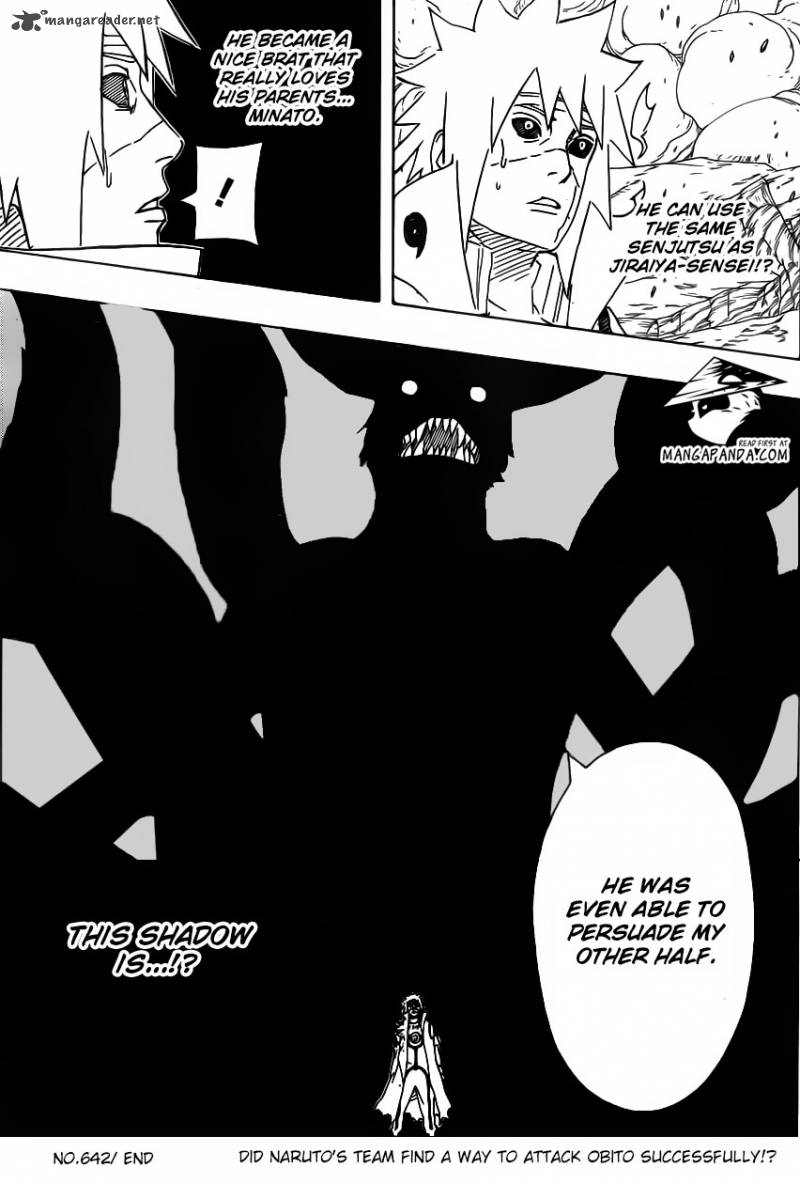 mangareader.net
HE CAN USE
THE SAME
SENJUTSU AS
JIRAIYA-SENSEI!?
HE BECAME A
NICE BRAT THAT
REALLY LOVES
HIS PARENTS...
MINATO.
!
READ FIRST AT
MANGAPANDA.COM
HE WAS
EVEN ABLE TO
PERSUADE MY
OTHER HALF.
THIS SHADOW
IS...!?
NO.642/ END
DID NARUTO'S TEAM FIND A WAY TO ATTACK OBITO SUCCESSFULLY!?